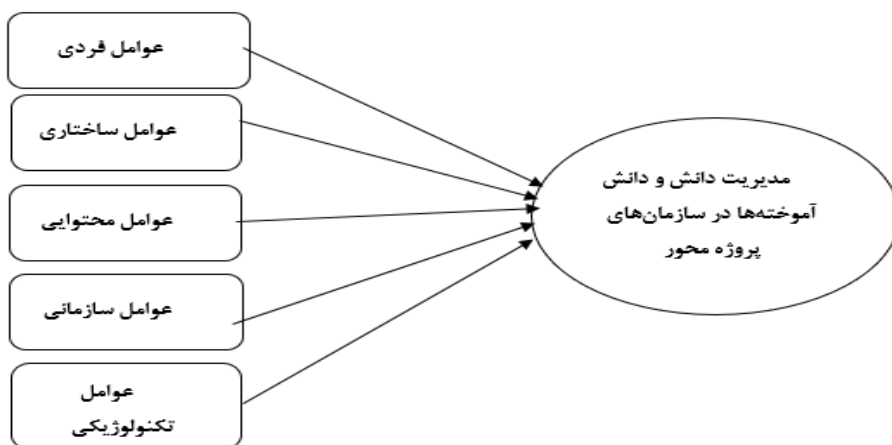 عوامل فردی
عوامل ساختاری
عوامل محتوایی
عوامل سازمانی
عوامل
تکنولوژیکی
مدیریت دانش و دانش
آموخته‌ها در سازمان‌های
پروژه محور